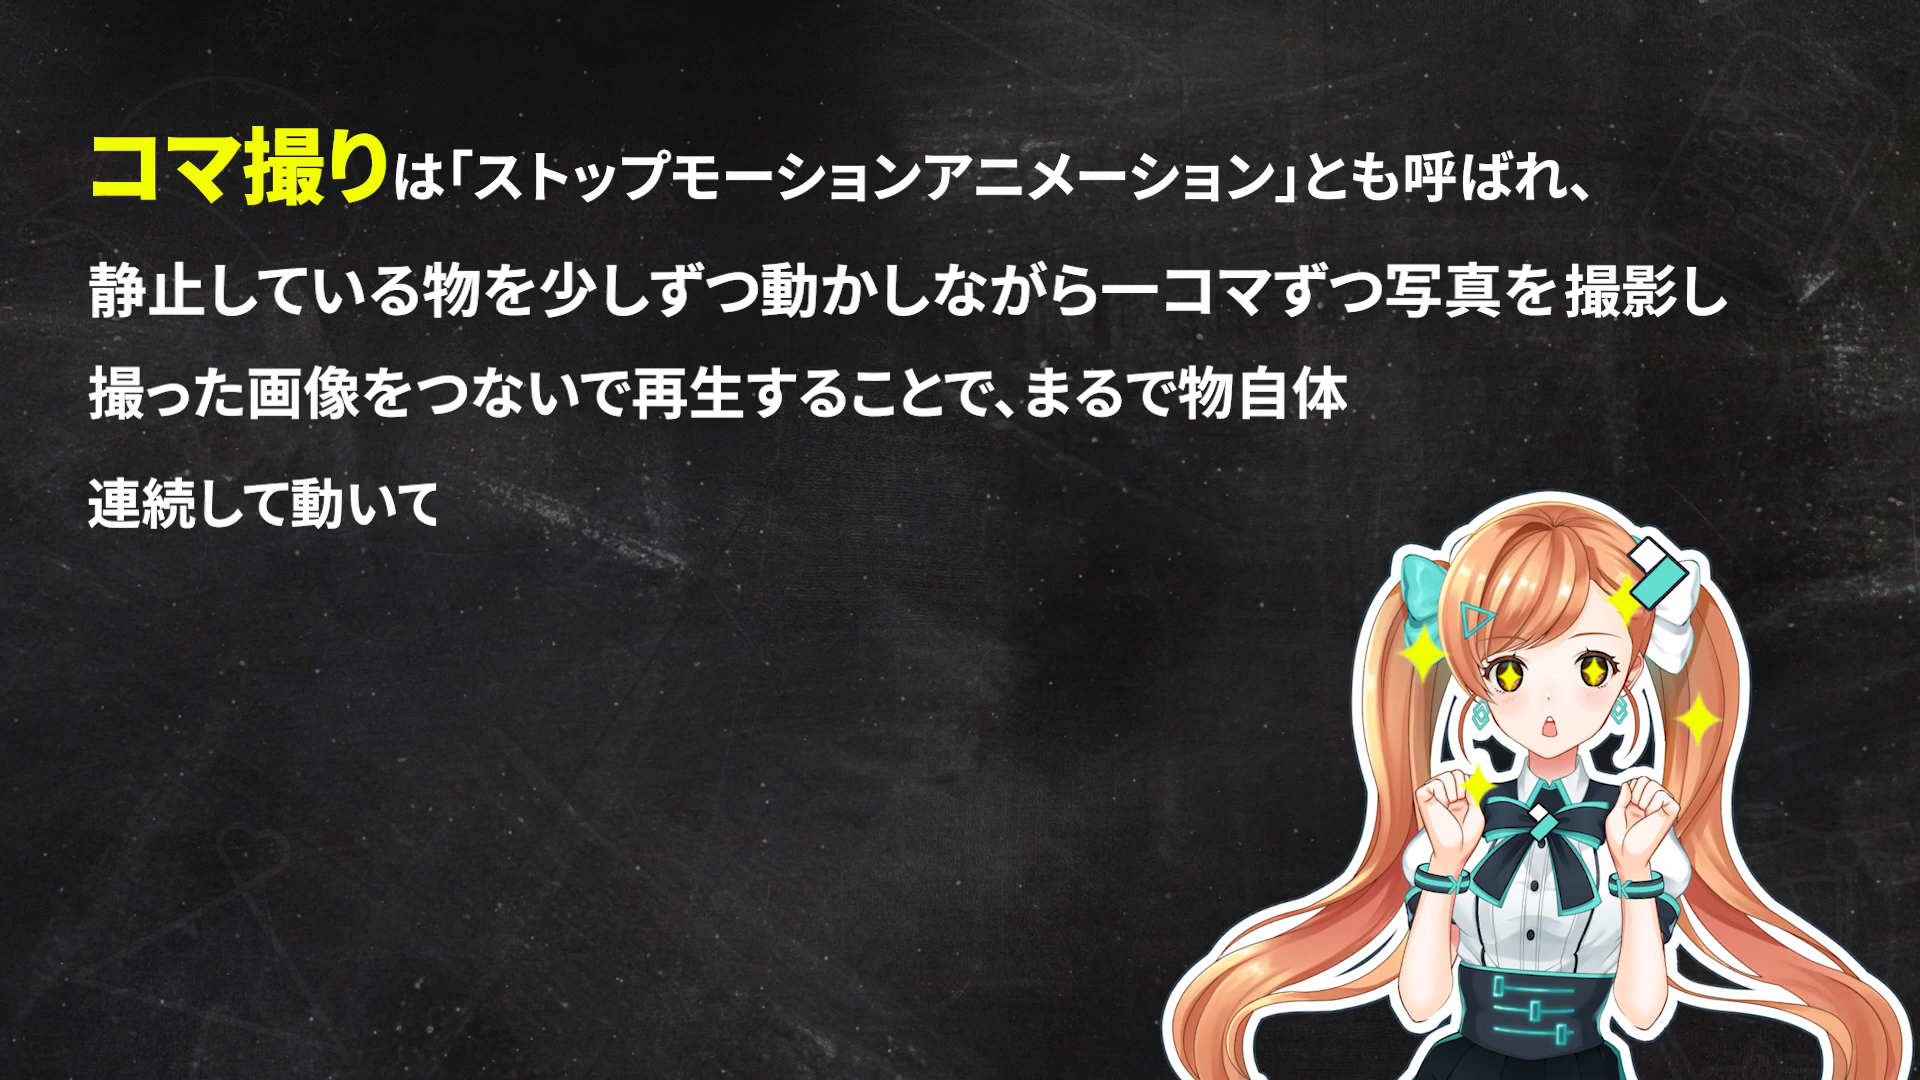 コマ撮りは「ストップモーションアニメーション」とも呼ばれ、
静止している物を少しずつ動かしながら一コマずつ写真を撮影し
撮った画像をつないで再生することで、まるで物自体
連続して動いて